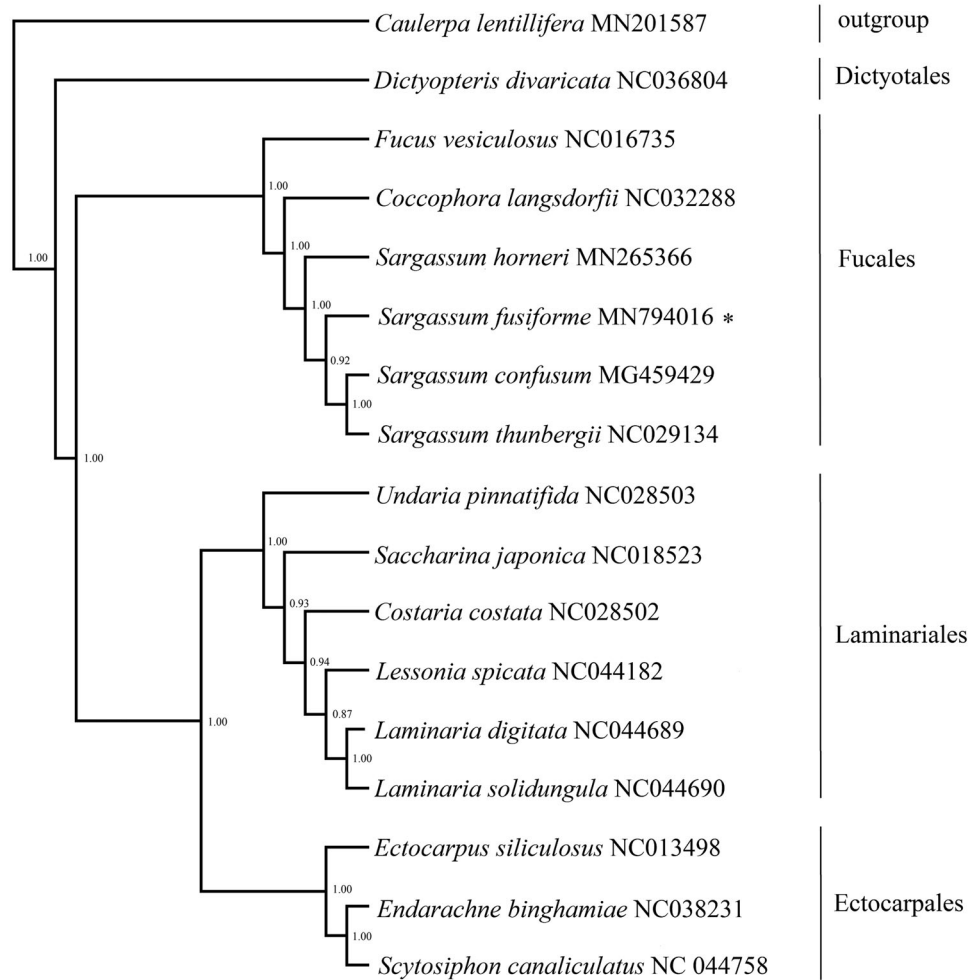 Caulerpa lentillifera MN201587
outgroup
Dictyopteris divaricata NC036804
Dictyotales
Fucus vesiculosus NC016735
1.00
Coccophora langsdorfii NC032288
1.00
Sargassum horneri MN265366
Fucales
1.00
1.00
Sargassum fusiforme MN794016 *
0.92
Sargassum confusum MG459429
1.00
Sargassum thunbergii NC029134
1.00
Undaria pinnatifida NC028503
1.00
Saccharina japonica NC018523
0.93
Costaria costata NC028502
Laminariales
0.94
Lessonia spicata NC044182
0.87
1.00
Laminaria digitata NC044689
1.00
Laminaria solidungula NC044690
Ectocarpus siliculosus NC013498
1.00
Endarachne binghamiae NC038231
Ectocarpales
1.00
Scytosiphon canaliculatus NC 044758